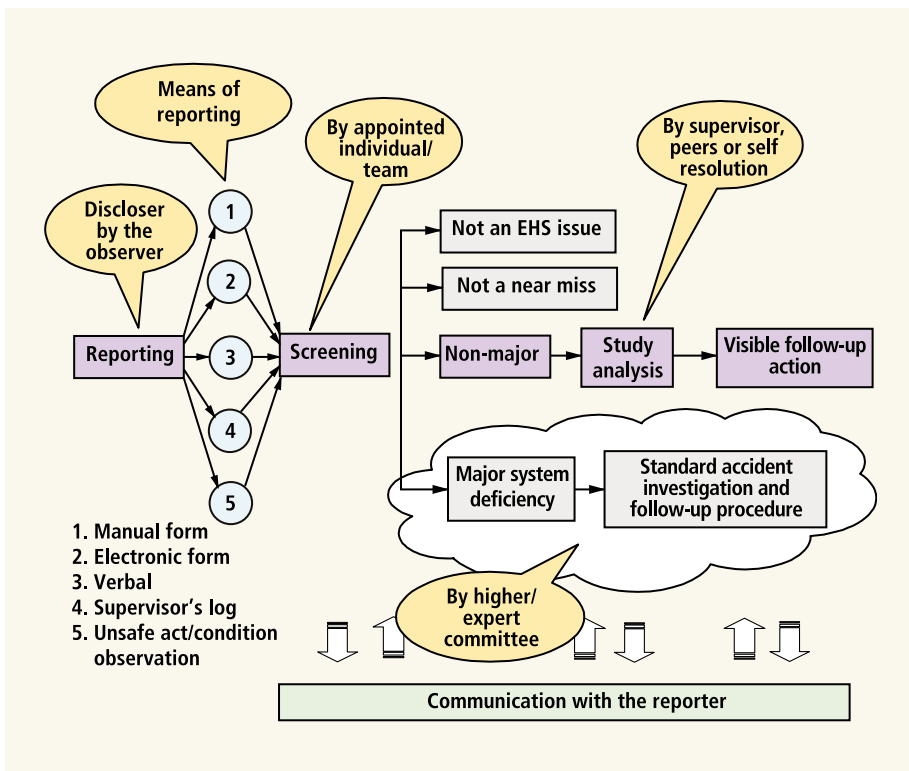 Means of
reporting
By appointed
individual/
team
By supervisor,
peers or self
resolution
Discloser
by the
observer
1
2
3
4
5
Reporting
Screening
Not an EHS issue
Not a near miss
Non-major
Study
analysis
Visible follow-up
action
Major system
deficiency
Standard accident
investigation and
follow-up procedure
1. Manual form
2. Electronic form
3. Verbal
4. Supervisor's log
5. Unsafe act/condition
observation
By higher/
expert
committee
Communication with the reporter